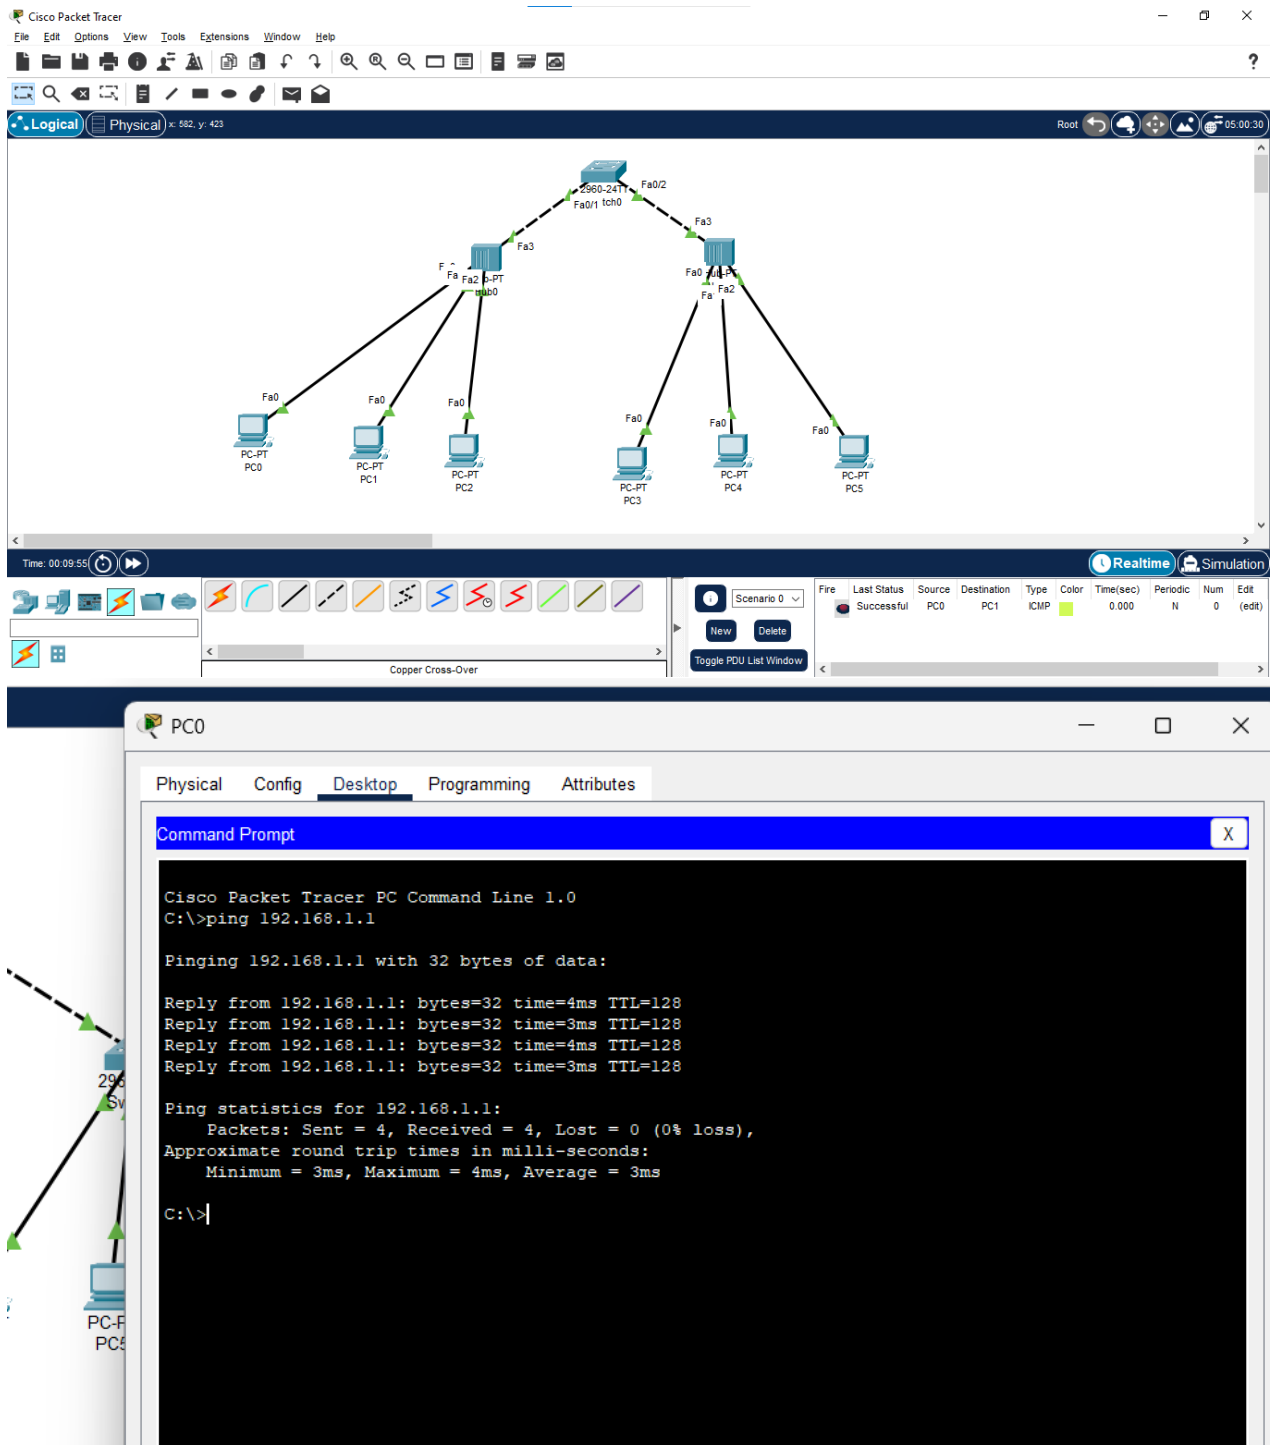 Cisco Packet Tracer
File Edit Options View Tools Extensions Window Help
?
Logical Physical x: 582, y: 423 Root 05:00:30
2960-24TT Fa0/2
Fa0/1 tch0
Fa3
Fa3
Fa Fa2 b-PT
Hub0
Fa0 Hub-PT
Fa Fa2
Fa0 Fa0 Fa0 Fa0 Fa0 Fa0
PC-PT
PC0
PC-PT
PC1
PC-PT
PC2
PC-PT
PC3
PC-PT
PC4
PC-PT
PC5
Time: 00:09:55 Realtime Simulation
Scenario 0
New Delete
Toggle PDU List Window
Fire Last Status Source Destination Type Color Time(sec) Periodic Num Edit
Successful PC0 PC1 ICMP 0.000 N 0 (edit)
Copper Cross-Over
PC0
Physical Config Desktop Programming Attributes
Command Prompt X
Cisco Packet Tracer PC Command Line 1.0
C:\>ping 192.168.1.1
Pinging 192.168.1.1 with 32 bytes of data:
Reply from 192.168.1.1: bytes=32 time=4ms TTL=128
Reply from 192.168.1.1: bytes=32 time=3ms TTL=128
Reply from 192.168.1.1: bytes=32 time=4ms TTL=128
Reply from 192.168.1.1: bytes=32 time=3ms TTL=128
Ping statistics for 192.168.1.1:
Packets: Sent = 4, Received = 4, Lost = 0 (0% loss),
Approximate round trip times in milli-seconds:
Minimum = 3ms, Maximum = 4ms, Average = 3ms
C:\>
296
Sv
PC-P
PC5